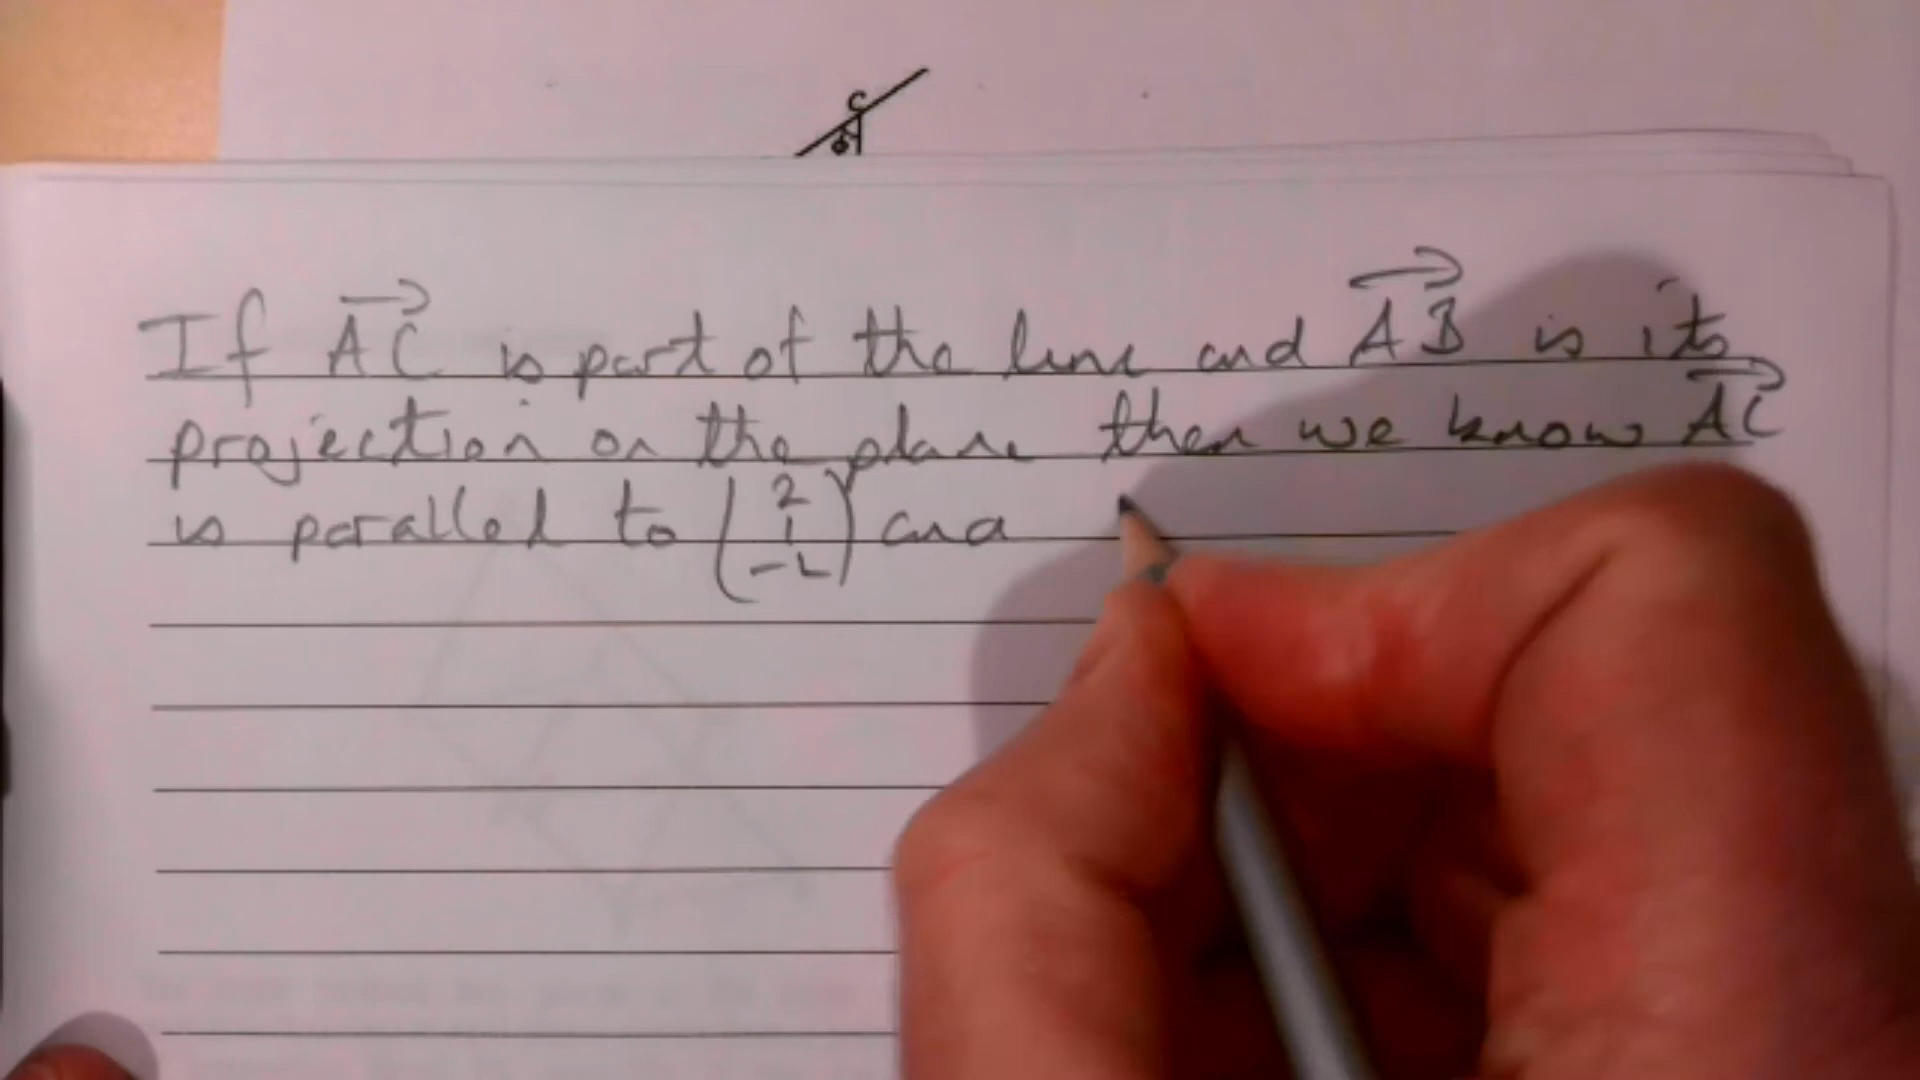 C
If AC is part of the line and AB is its
projection on the plane then we know AC
is parallel to (2 1 -2) and